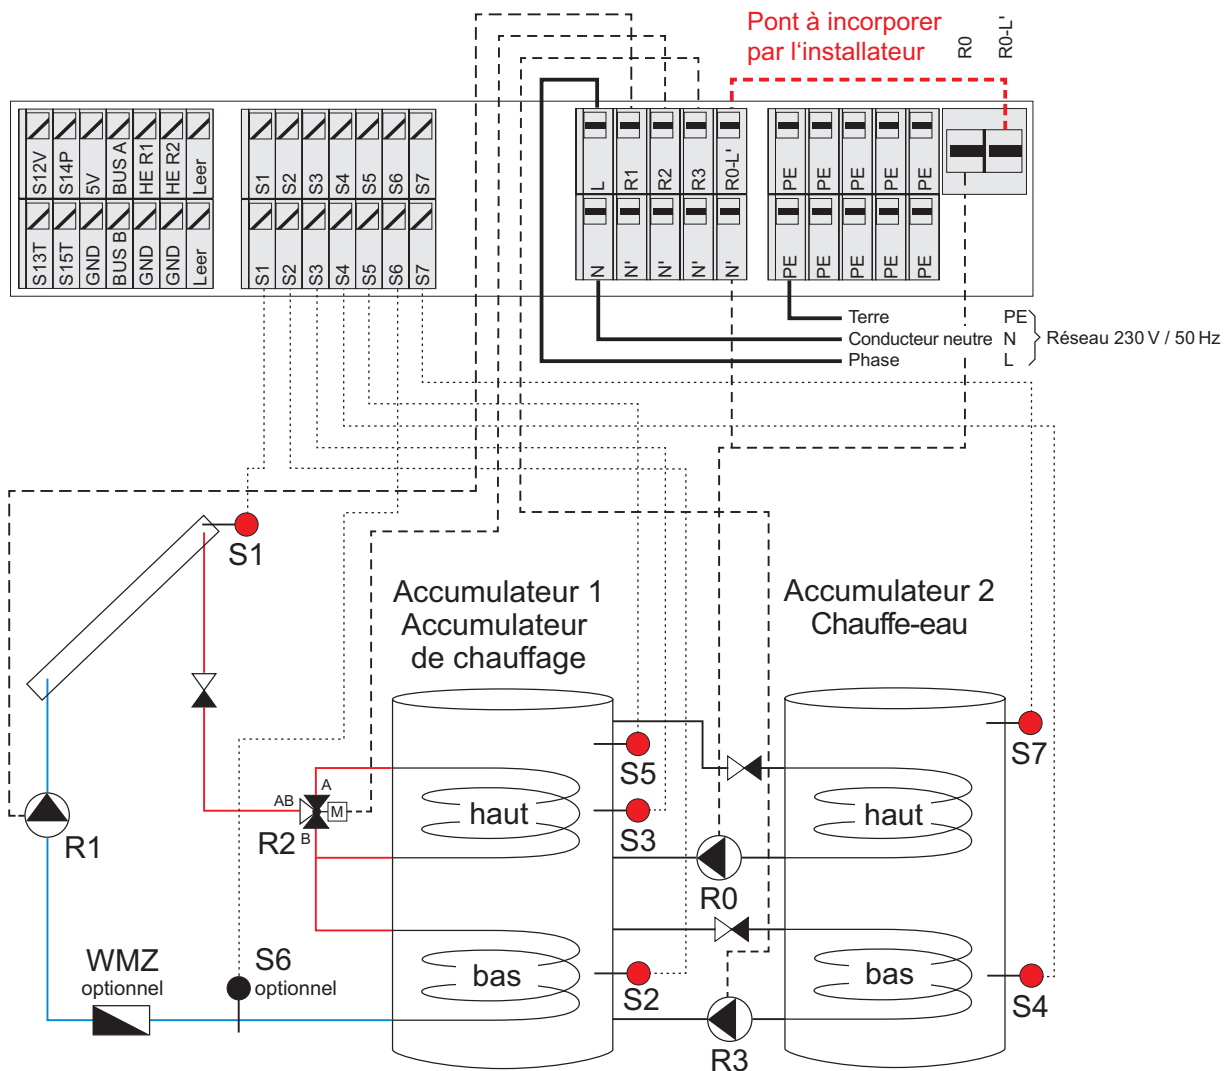 Pont à incorporer
par l'installateur
R0
R0-L'
S12V
S14P
5V
BUS A
HE R1
HE R2
Leer
S1
S2
S3
S4
S5
S6
S7
L
R1
R2
R3
R0-L'
PE
PE
PE
PE
PE
S13T
S15T
GND
BUS B
GND
GND
Leer
S1
S2
S3
S4
S5
S6
S7
N
N'
N'
N'
N'
PE
PE
PE
PE
PE
Terre PE
Conducteur neutre N
Phase L
Réseau 230 V / 50 Hz
S1
Accumulateur 1
Accumulateur
de chauffage
Accumulateur 2
Chauffe-eau
S7
S5
A
AB
M
B
R2
haut
S3
haut
R1
R0
WMZ
optionnel
S6
optionnel
bas
S2
bas
S4
R3